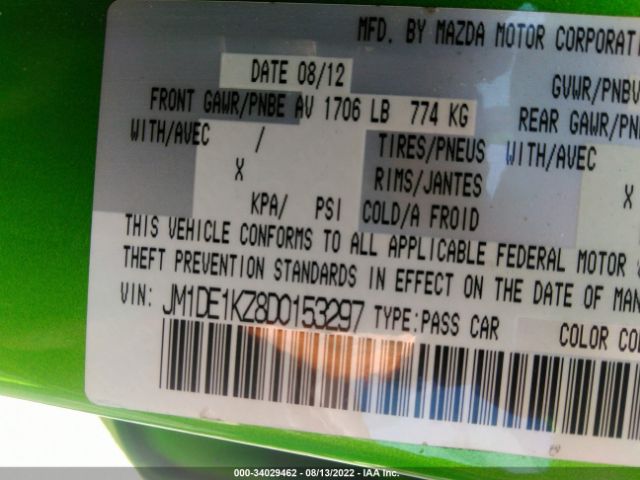 MFD. BY MAZDA MOTOR CORPORATI
DATE 08/12
GVWR/PNBV
FRONT GAWR/PNBE AV 1706 LB 774 KG
REAR GAWR/PN
WITH/AVEC /
TIRES/PNEUS WITH/AVEC
X
RIMS/JANTES
X
KPA/ PSI COLD/A FROID
THIS VEHICLE CONFORMS TO ALL APPLICABLE FEDERAL MOTOR
THEFT PREVENTION STANDARDS IN EFFECT ON THE DATE OF MAN
VIN: JM1DE1KZ8D0153297 TYPE:PASS CAR
COLOR CO
000-34029462 - 08/13/2022 - IAA Inc.